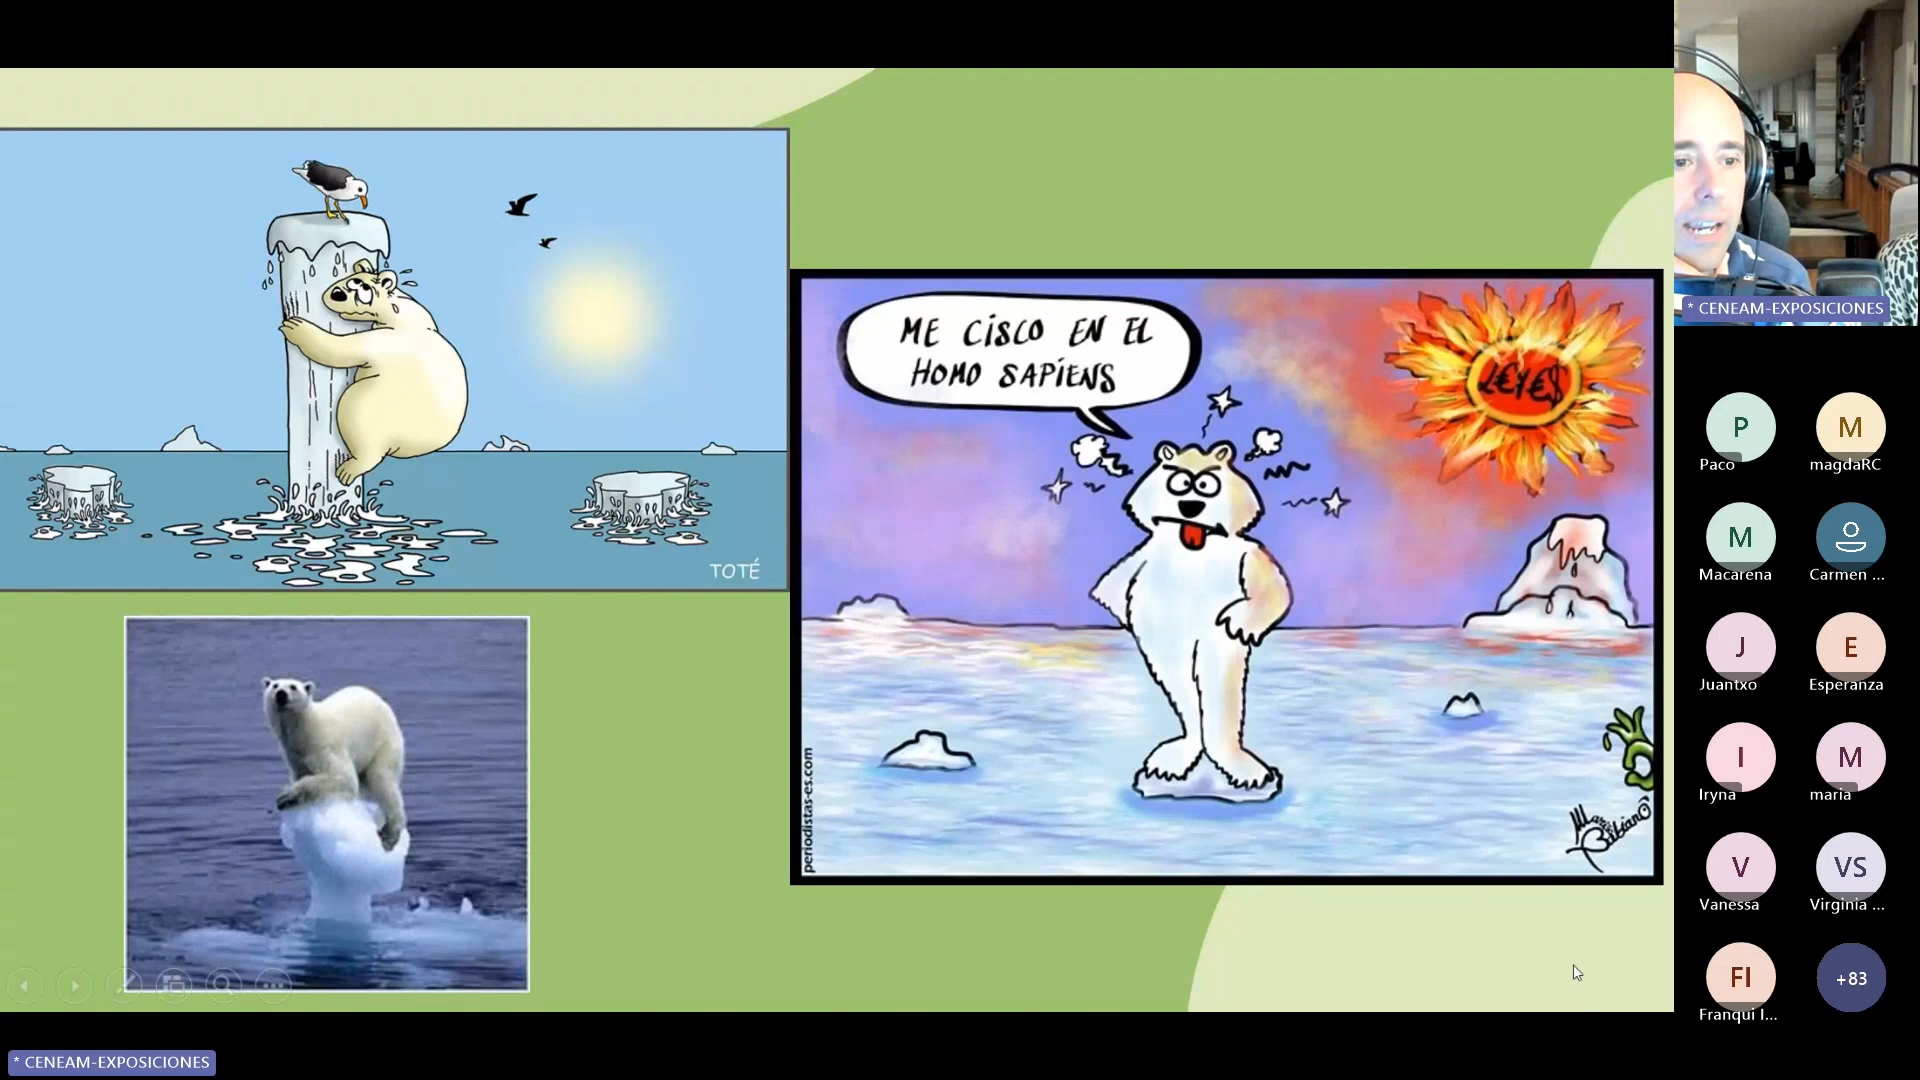 TOTÉ
ME CISCO EN EL
HOMO SAPIENS
L€Y€$
periodistas-es.com
* CENEAM-EXPOSICIONES
P
Paco
M
magdaRC
M
Macarena
Carmen ...
J
Juantxo
E
Esperanza
I
Iryna
M
maria
V
Vanessa
VS
Virginia ...
FI
Franqui I...
+83
* CENEAM-EXPOSICIONES